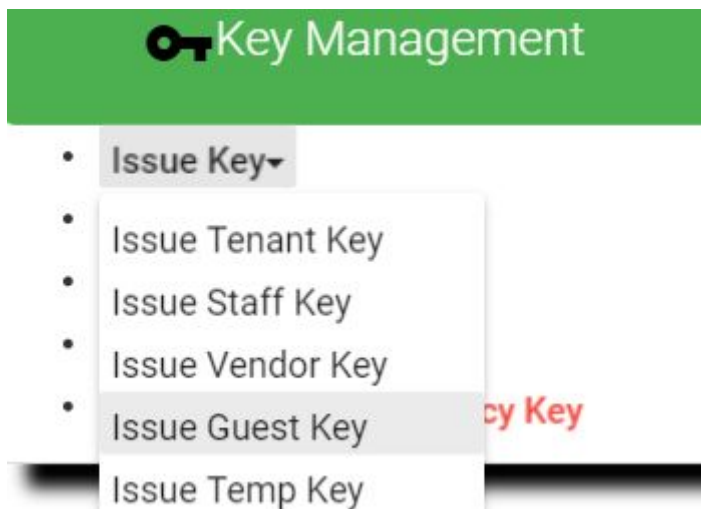 Key Management
Issue Key
Issue Tenant Key
Issue Staff Key
Issue Vendor Key
Issue Guest Key
cy Key
Issue Temp Key